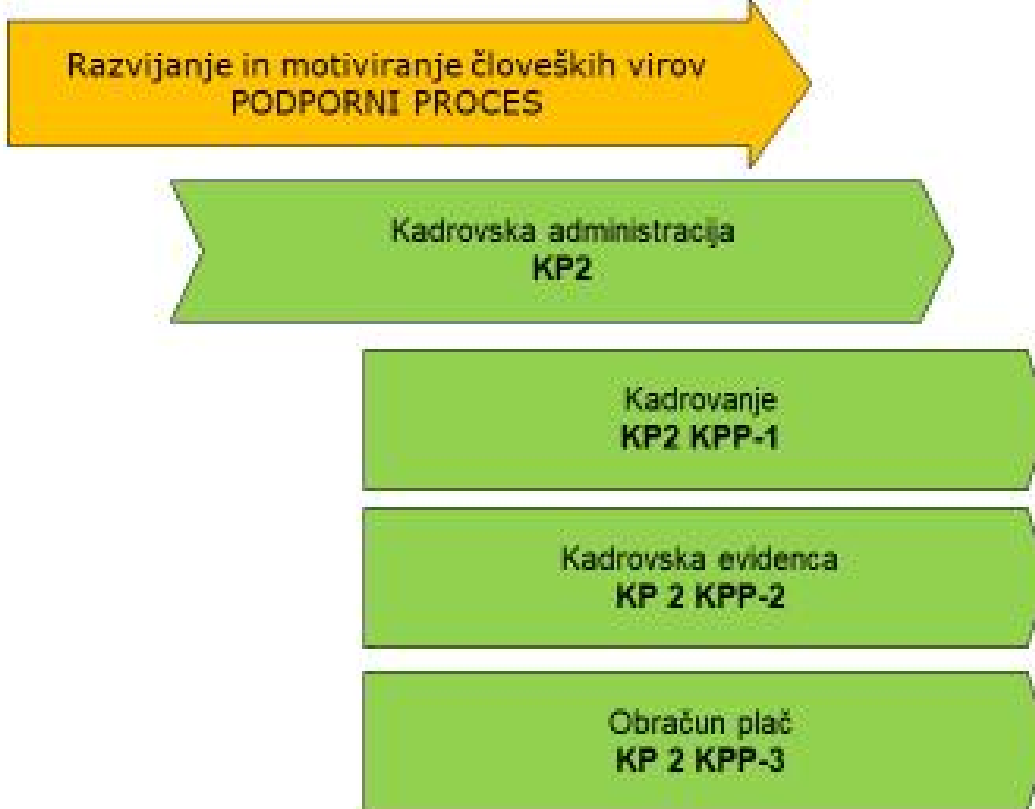 Razvijanje in motiviranje človeških virov
PODPORNI PROCES
Kadrovska administracija
KP2
Kadrovanje
KP2 KPP-1
Kadrovska evidenca
KP 2 KPP-2
Obračun plač
KP 2 KPP-3